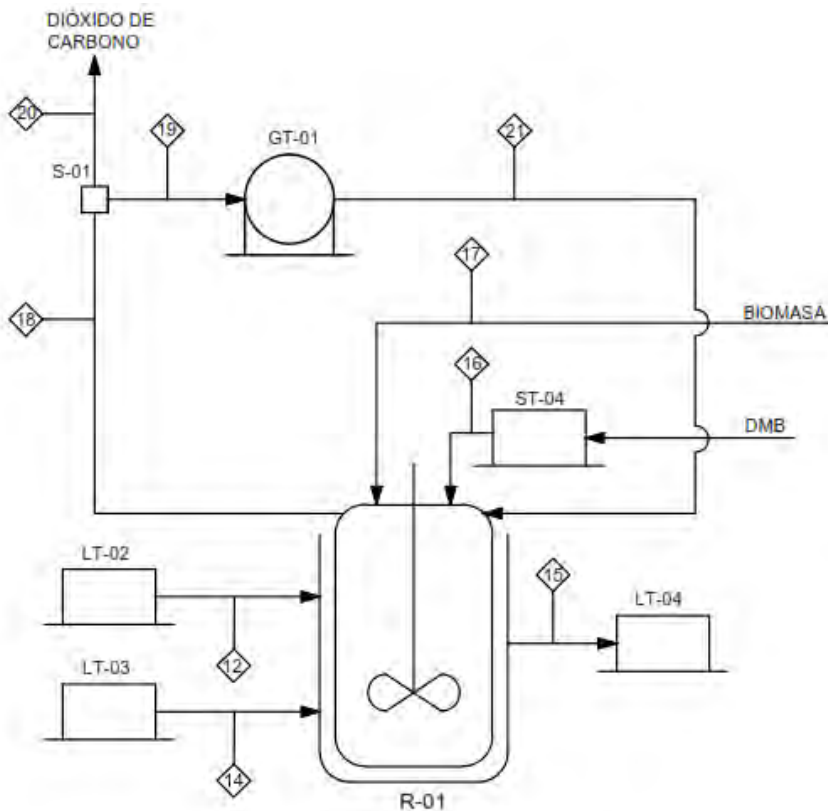 DIÓXIDO DE
CARBONO
20
19
GT-01
21
S-01
17
18
BIOMASA
16
ST-04
DMB
LT-02
15
LT-04
12
LT-03
14
R-01